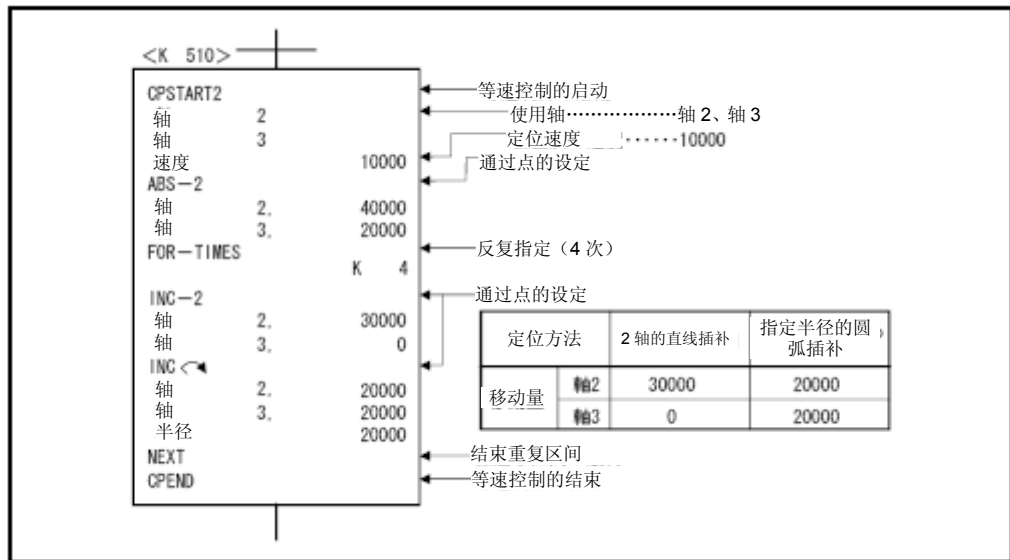 <K 510>
CPSTART2
等速控制的启动
轴 2
使用轴………………轴 2、轴 3
轴 3
定位速度 ······10000
速度 10000
通过点的设定
ABS-2
轴 2, 40000
轴 3, 20000
FOR-TIMES
反复指定(4 次)
K 4
INC-2
通过点的设定
轴 2, 30000
轴 3, 0
INC
轴 2, 20000
轴 3, 20000
半径 20000
NEXT
结束重复区间
CPEND
等速控制的结束
定位方法 2 轴的直线插补 指定半径的圆弧插补
移动量 軸2 30000 20000
軸3 0 20000